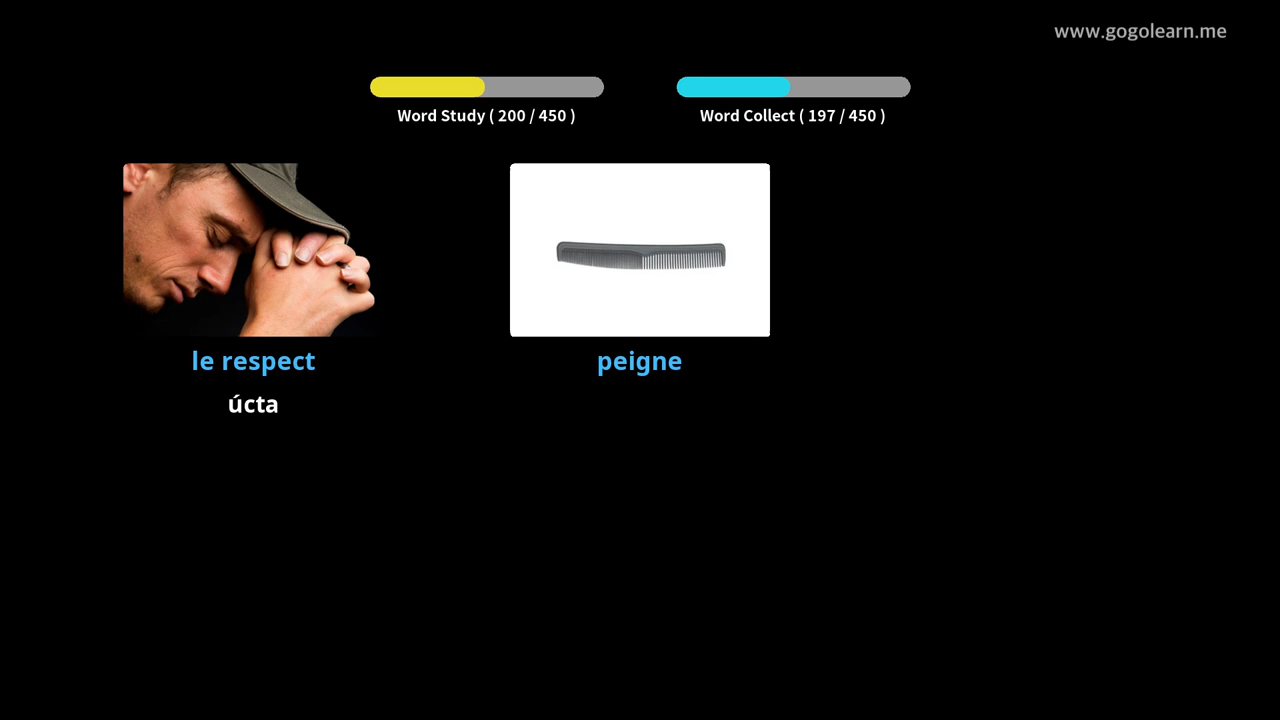 www.gogolearn.me
Word Study ( 200 / 450 )
Word Collect ( 197 / 450 )
le respect
peigne
úcta